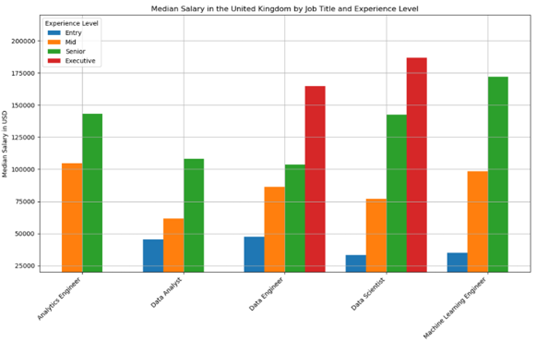 Median Salary in the United Kingdom by Job Title and Experience Level
Experience Level
Entry
Mid
Senior
Executive
200000
175000
150000
125000
100000
75000
50000
25000
Median Salary in USD
Analytics Engineer
Data Analyst
Data Engineer
Data Scientist
Machine Learning Engineer